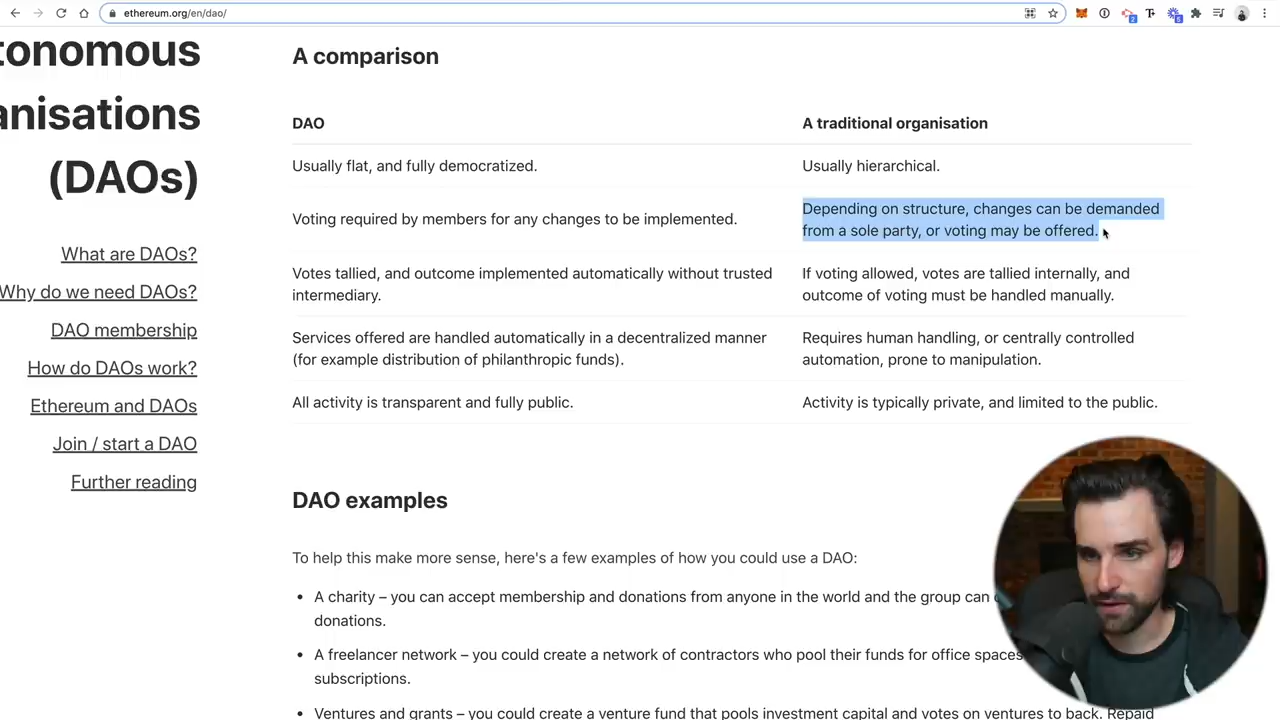 ethereum.org/en/dao/
tonomous
anisations
(DAOs)
What are DAOs?
Why do we need DAOs?
DAO membership
How do DAOs work?
Ethereum and DAOs
Join / start a DAO
Further reading
A comparison
DAO
A traditional organisation
Usually flat, and fully democratized.
Usually hierarchical.
Voting required by members for any changes to be implemented.
Depending on structure, changes can be demanded
from a sole party, or voting may be offered.
Votes tallied, and outcome implemented automatically without trusted
intermediary.
If voting allowed, votes are tallied internally, and
outcome of voting must be handled manually.
Services offered are handled automatically in a decentralized manner
(for example distribution of philanthropic funds).
Requires human handling, or centrally controlled
automation, prone to manipulation.
All activity is transparent and fully public.
Activity is typically private, and limited to the public.
DAO examples
To help this make more sense, here's a few examples of how you could use a DAO:
• A charity – you can accept membership and donations from anyone in the world and the group can
donations.
• A freelancer network – you could create a network of contractors who pool their funds for office spaces
subscriptions.
• Ventures and grants – you could create a venture fund that pools investment capital and votes on ventures to back. Repaid